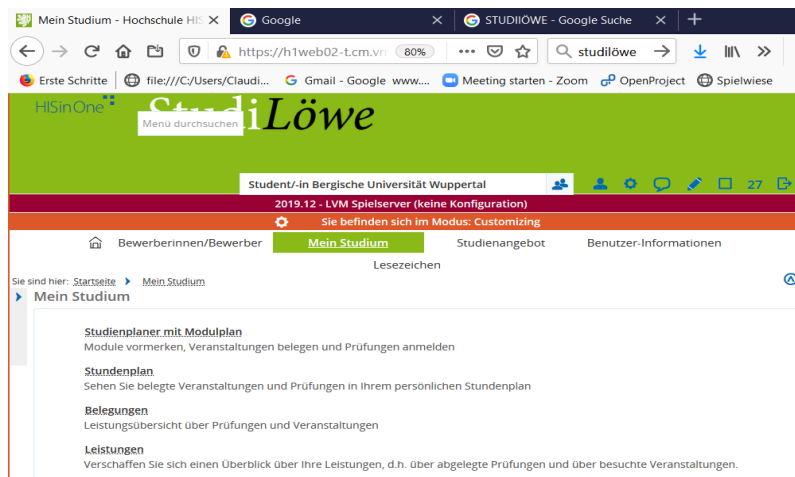 Mein Studium - Hochschule HIS
Google
STUDIIÖWE - Google Suche
https://h1web02-t.cm.vr
80%
studilöwe
Erste Schritte
file:///C:/Users/Claudi...
Gmail - Google www....
Meeting starten - Zoom
OpenProject
Spielwiese
HISinOne
StudiLöwe
Menü durchsuchen
Student/-in Bergische Universität Wuppertal
27
2019.12 - LVM Spielserver (keine Konfiguration)
Sie befinden sich im Modus: Customizing
Bewerberinnen/Bewerber
Mein Studium
Studienangebot
Benutzer-Informationen
Lesezeichen
Sie sind hier: Startseite Mein Studium
Mein Studium
Studienplaner mit Modulplan
Module vormerken, Veranstaltungen belegen und Prüfungen anmelden
Stundenplan
Sehen Sie belegte Veranstaltungen und Prüfungen in Ihrem persönlichen Stundenplan
Belegungen
Leistungsübersicht über Prüfungen und Veranstaltungen
Leistungen
Verschaffen Sie sich einen Überblick über Ihre Leistungen, d.h. über abgelegte Prüfungen und über besuchte Veranstaltungen.